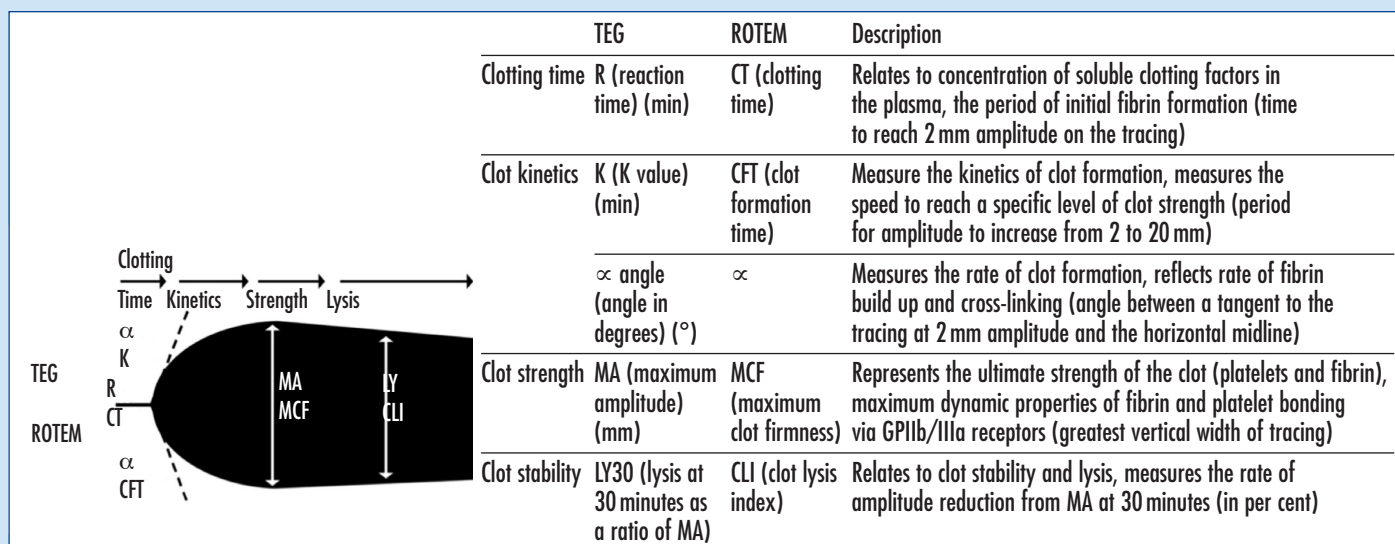 TEG ROTEM Description
Clotting time R (reaction CT (clotting Relates to concentration of soluble clotting factors in
time) (min) time) the plasma, the period of initial fibrin formation (time
to reach 2 mm amplitude on the tracing)
Clot kinetics K (K value) CFT (clot Measure the kinetics of clot formation, measures the
(min) formation speed to reach a specific level of clot strength (period
time) for amplitude to increase from 2 to 20 mm)
∝ angle ∝ Measures the rate of clot formation, reflects rate of fibrin
(angle in build up and cross-linking (angle between a tangent to the
degrees) (°) tracing at 2 mm amplitude and the horizontal midline)
Clot strength MA (maximum MCF Represents the ultimate strength of the clot (platelets and fibrin),
amplitude) (maximum maximum dynamic properties of fibrin and platelet bonding
(mm) clot firmness) via GPIIb/IIIa receptors (greatest vertical width of tracing)
Clot stability LY30 (lysis at CLI (clot lysis Relates to clot stability and lysis, measures the rate of
30 minutes as index) amplitude reduction from MA at 30 minutes (in per cent)
a ratio of MA)
Clotting
Time Kinetics Strength Lysis
α
K
TEG
R
CT
ROTEM
α
CFT
MA
MCF
LY
CLI